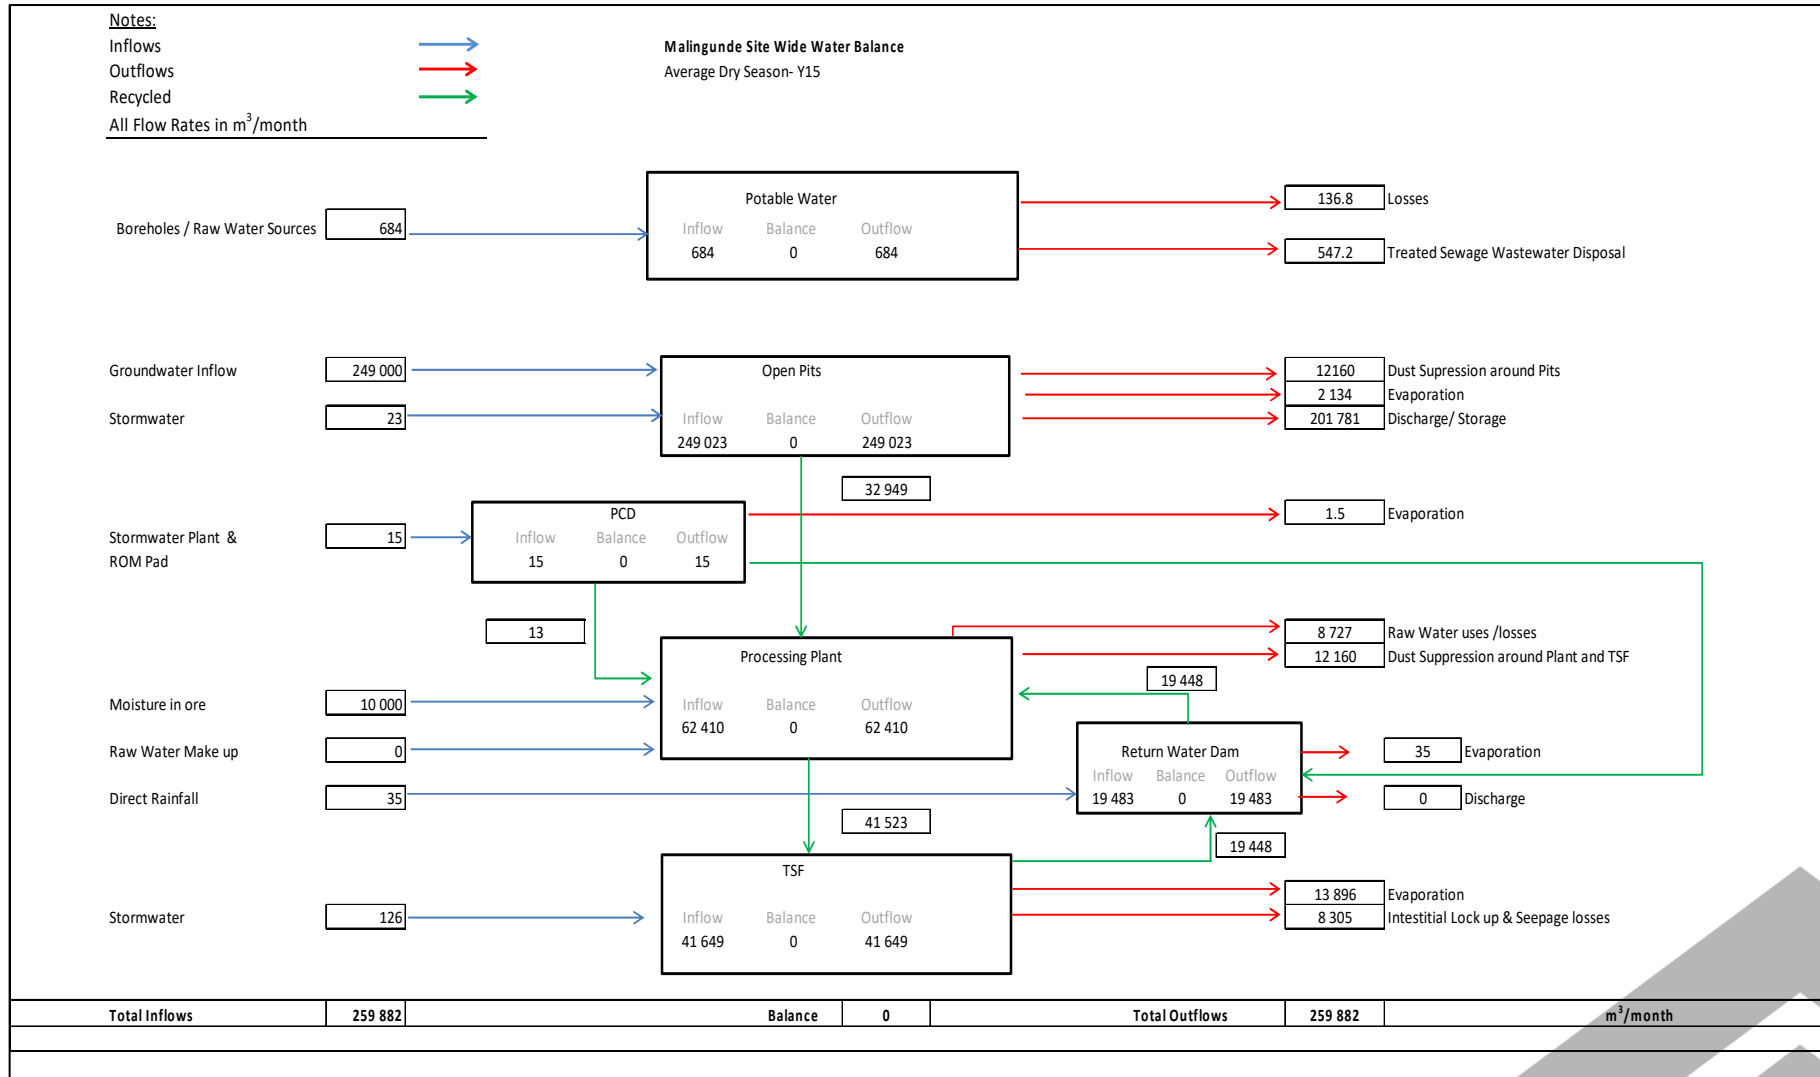 Notes:
Inflows
Outflows
Recycled
All Flow Rates in m³/month
Malingunde Site Wide Water Balance
Average Dry Season- Y15
Boreholes / Raw Water Sources 684
Potable Water
Inflow Balance Outflow
684 0 684
136.8 Losses
547.2 Treated Sewage Wastewater Disposal
Groundwater Inflow 249 000
Stormwater 23
Open Pits
Inflow Balance Outflow
249 023 0 249 023
12160 Dust Supression around Pits
2 134 Evaporation
201 781 Discharge/ Storage
32 949
Stormwater Plant & 15
ROM Pad
PCD
Inflow Balance Outflow
15 0 15
1.5 Evaporation
13
Processing Plant
Inflow Balance Outflow
62 410 0 62 410
8 727 Raw Water uses /losses
12 160 Dust Suppression around Plant and TSF
19 448
Moisture in ore 10 000
Raw Water Make up 0
Direct Rainfall 35
Return Water Dam
Inflow Balance Outflow
19 483 0 19 483
35 Evaporation
0 Discharge
41 523
19 448
TSF
Inflow Balance Outflow
41 649 0 41 649
Stormwater 126
13 896 Evaporation
8 305 Intestitial Lock up & Seepage losses
Total Inflows 259 882 Balance 0 Total Outflows 259 882 m³/month